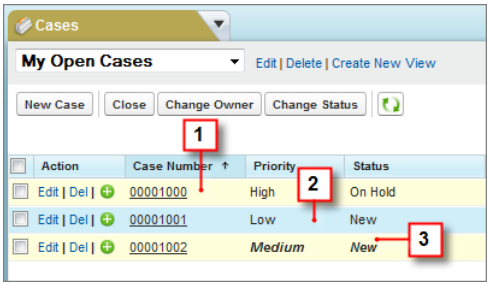 Cases
My Open Cases Edit | Delete | Create New View
New Case Close Change Owner Change Status
1
Action Case Number ↑ Priority Status
Edit | Del | 00001000 High On Hold
2
Edit | Del | 00001001 Low New
Edit | Del | 00001002 Medium New
3